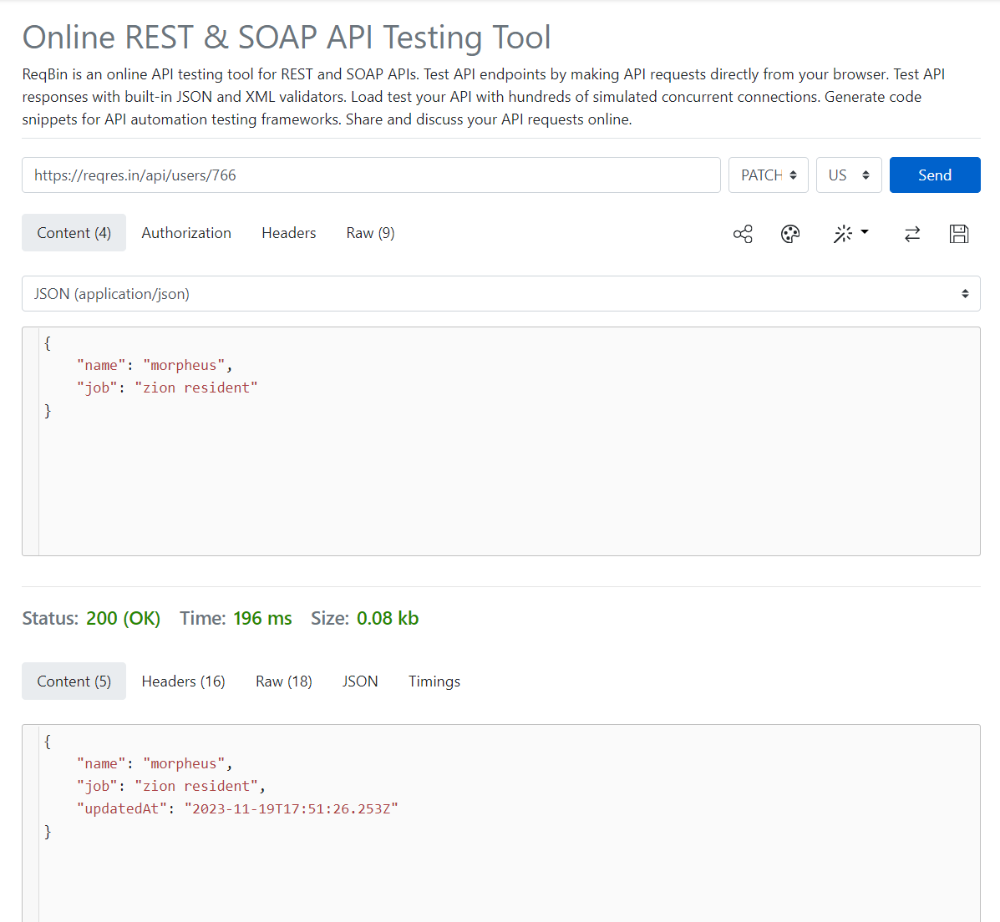 Online REST & SOAP API Testing Tool
ReqBin is an online API testing tool for REST and SOAP APIs. Test API endpoints by making API requests directly from your browser. Test API
responses with built-in JSON and XML validators. Load test your API with hundreds of simulated concurrent connections. Generate code
snippets for API automation testing frameworks. Share and discuss your API requests online.
https://reqres.in/api/users/766 PATCH US Send
Content (4) Authorization Headers Raw (9)
JSON (application/json)
{
    "name": "morpheus",
    "job": "zion resident"
}
Status: 200 (OK) Time: 196 ms Size: 0.08 kb
Content (5) Headers (16) Raw (18) JSON Timings
{
    "name": "morpheus",
    "job": "zion resident",
    "updatedAt": "2023-11-19T17:51:26.253Z"
}